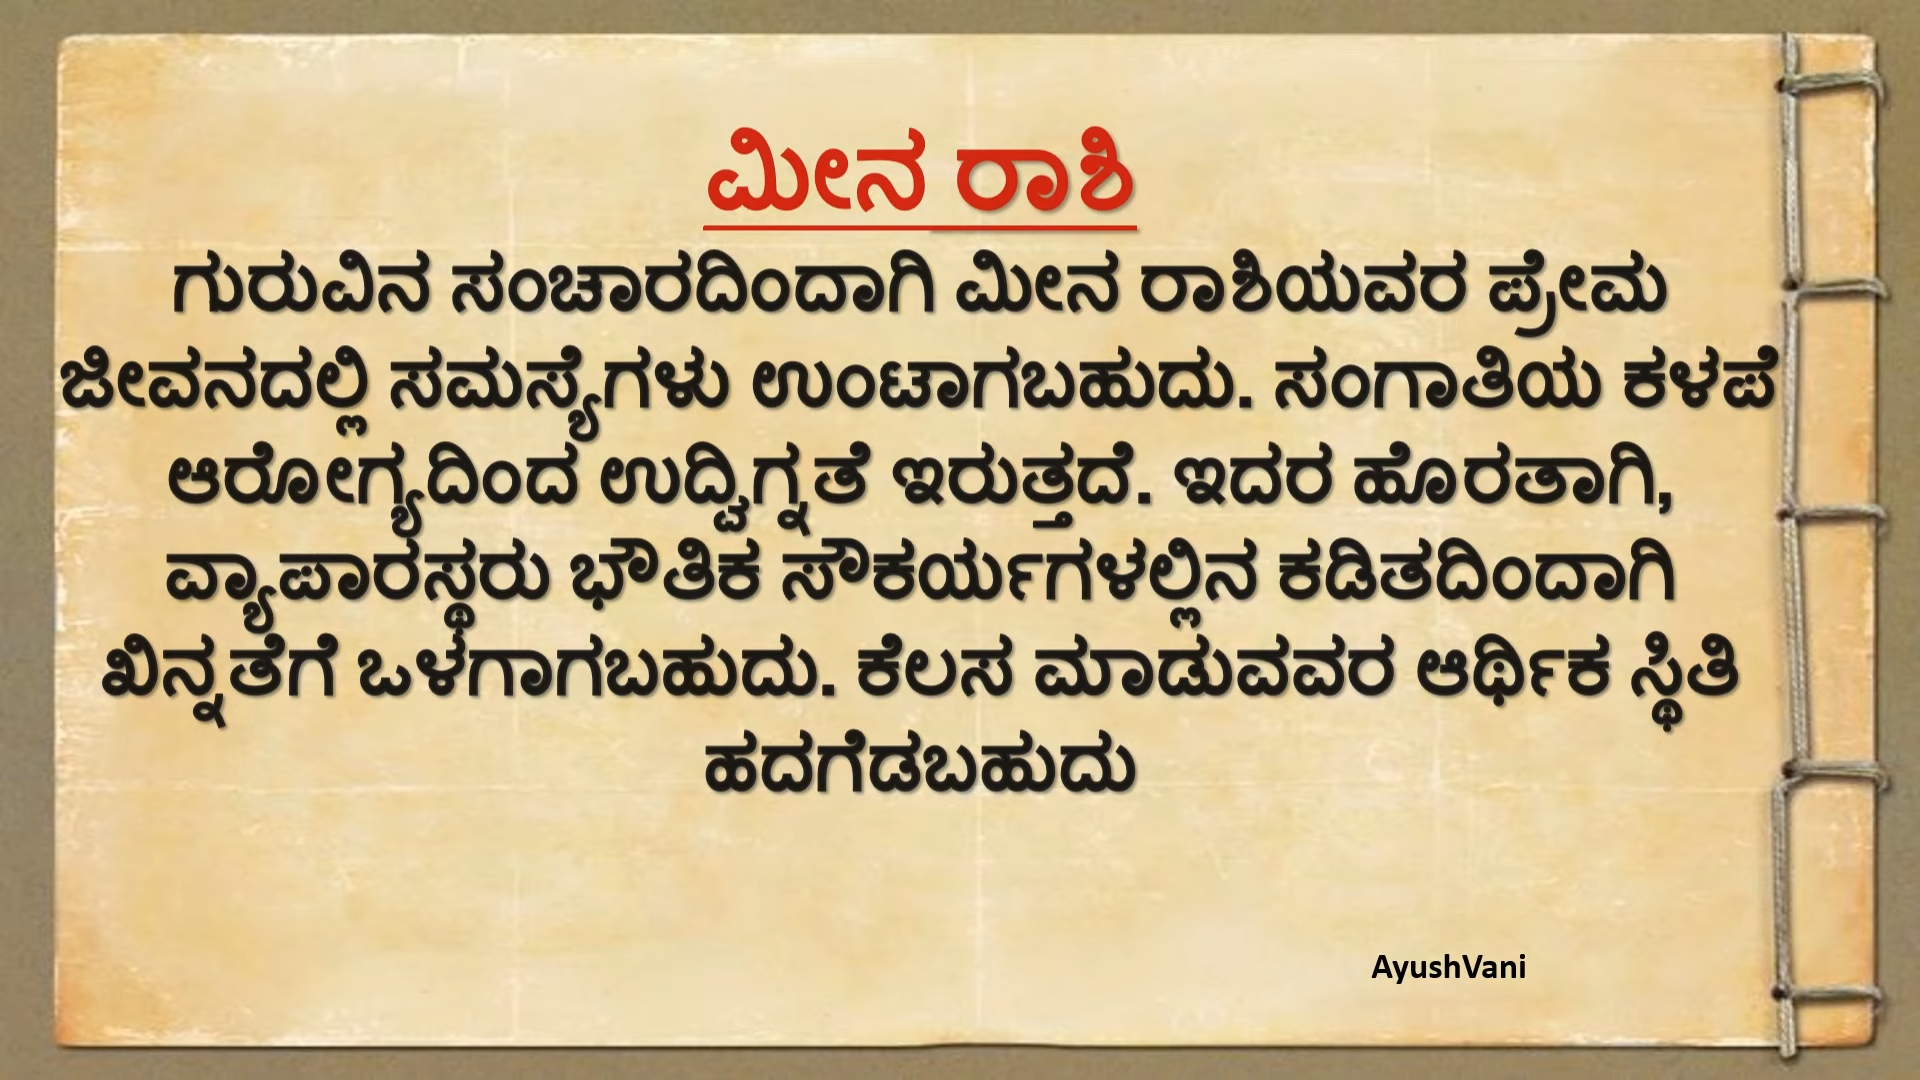 ಮೀನ ರಾಶಿ
ಗುರುವಿನ ಸಂಚಾರದಿಂದಾಗಿ ಮೀನ ರಾಶಿಯವರ ಪ್ರೇಮ
ಜೀವನದಲ್ಲಿ ಸಮಸ್ಯೆಗಳು ಉಂಟಾಗಬಹುದು. ಸಂಗಾತಿಯ ಕಳಪೆ
ಆರೋಗ್ಯದಿಂದ ಉದ್ವಿಗ್ನತೆ ಇರುತ್ತದೆ. ಇದರ ಹೊರತಾಗಿ,
ವ್ಯಾಪಾರಸ್ಥರು ಭೌತಿಕ ಸೌಕರ್ಯಗಳಲ್ಲಿನ ಕಡಿತದಿಂದಾಗಿ
ಖಿನ್ನತೆಗೆ ಒಳಗಾಗಬಹುದು. ಕೆಲಸ ಮಾಡುವವರ ಆರ್ಥಿಕ ಸ್ಥಿತಿ
ಹದಗೆಡಬಹುದು
AyushVani